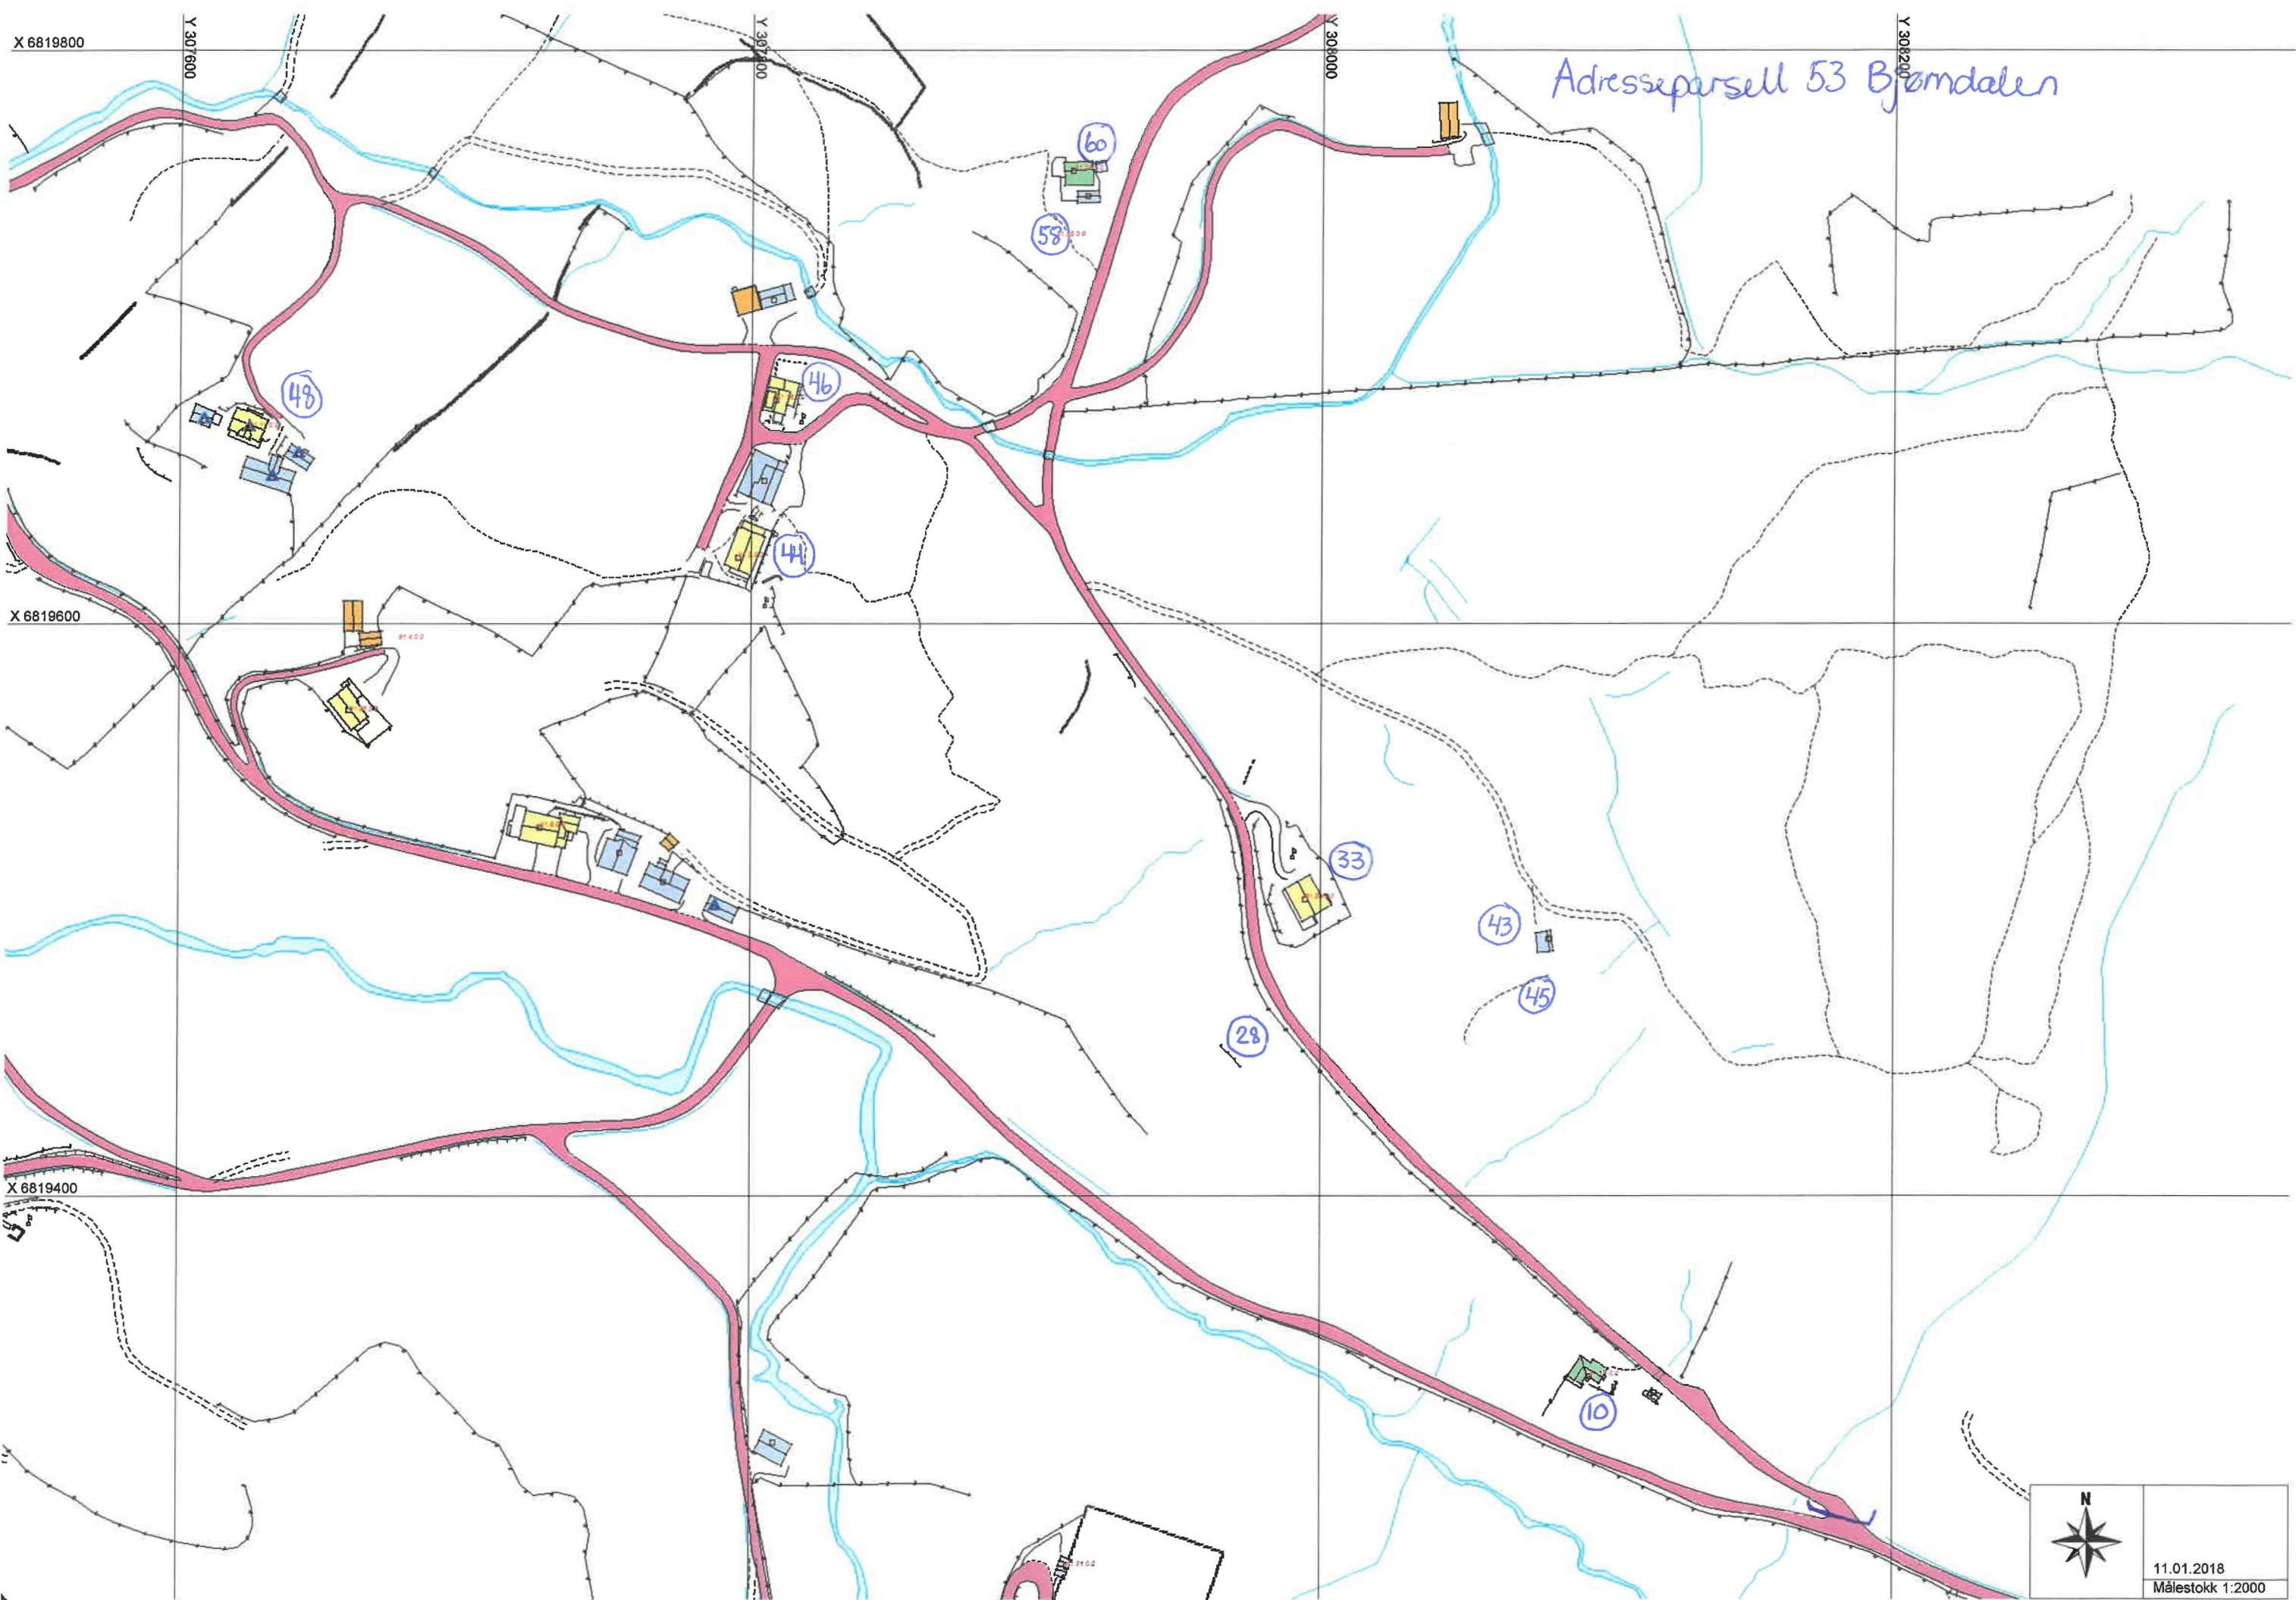 X 6819800
Y 307600
Y 307800
Y 308000
Y 308200
Adresseparsell 53 Bjørndalen
60
58
48
46
44
X 6819600
33
43
45
28
X 6819400
10
N
11.01.2018
Målestokk 1:2000